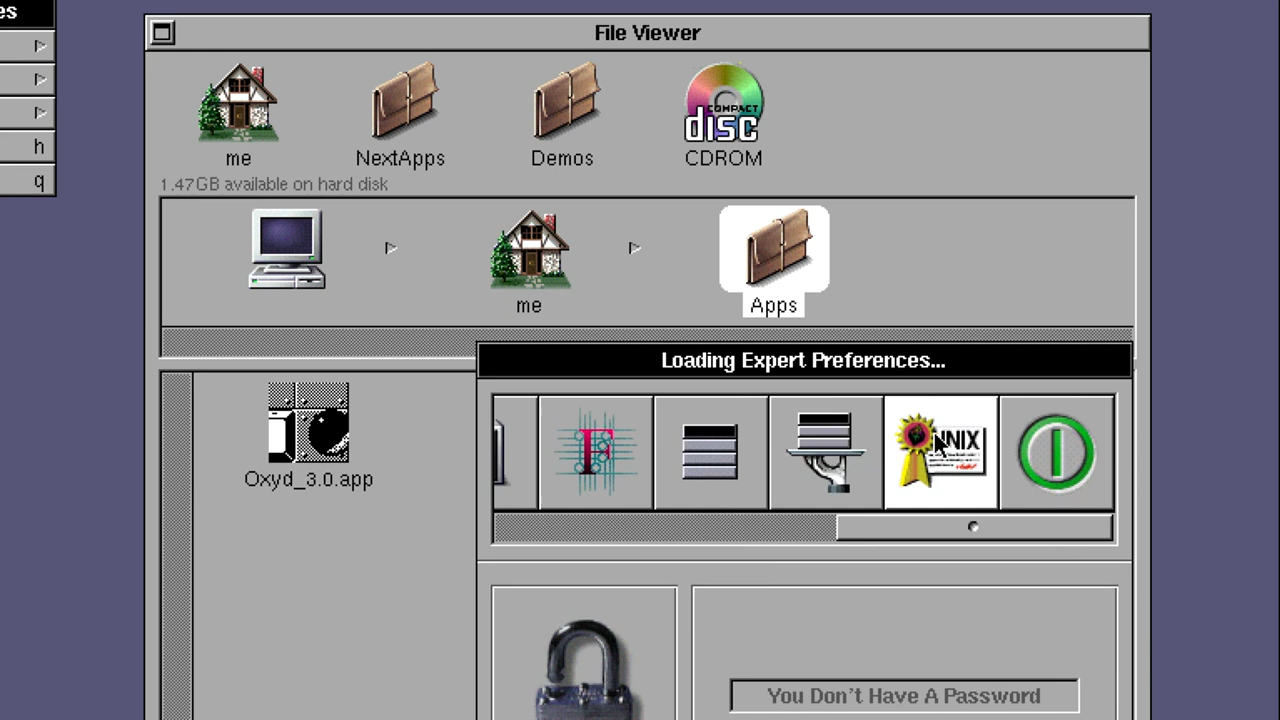 es
File Viewer
h
q
COMPACT
disc
me
NextApps
Demos
CDROM
1.47GB available on hard disk
me
Apps
Loading Expert Preferences...
F
NIX
Oxyd_3.0.app
You Don't Have A Password